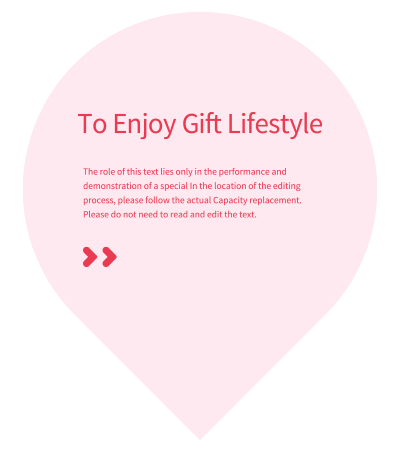 To Enjoy Gift Lifestyle
The role of this text lies only in the performance and
demonstration of a special In the location of the editing
process, please follow the actual Capacity replacement.
Please do not need to read and edit the text.